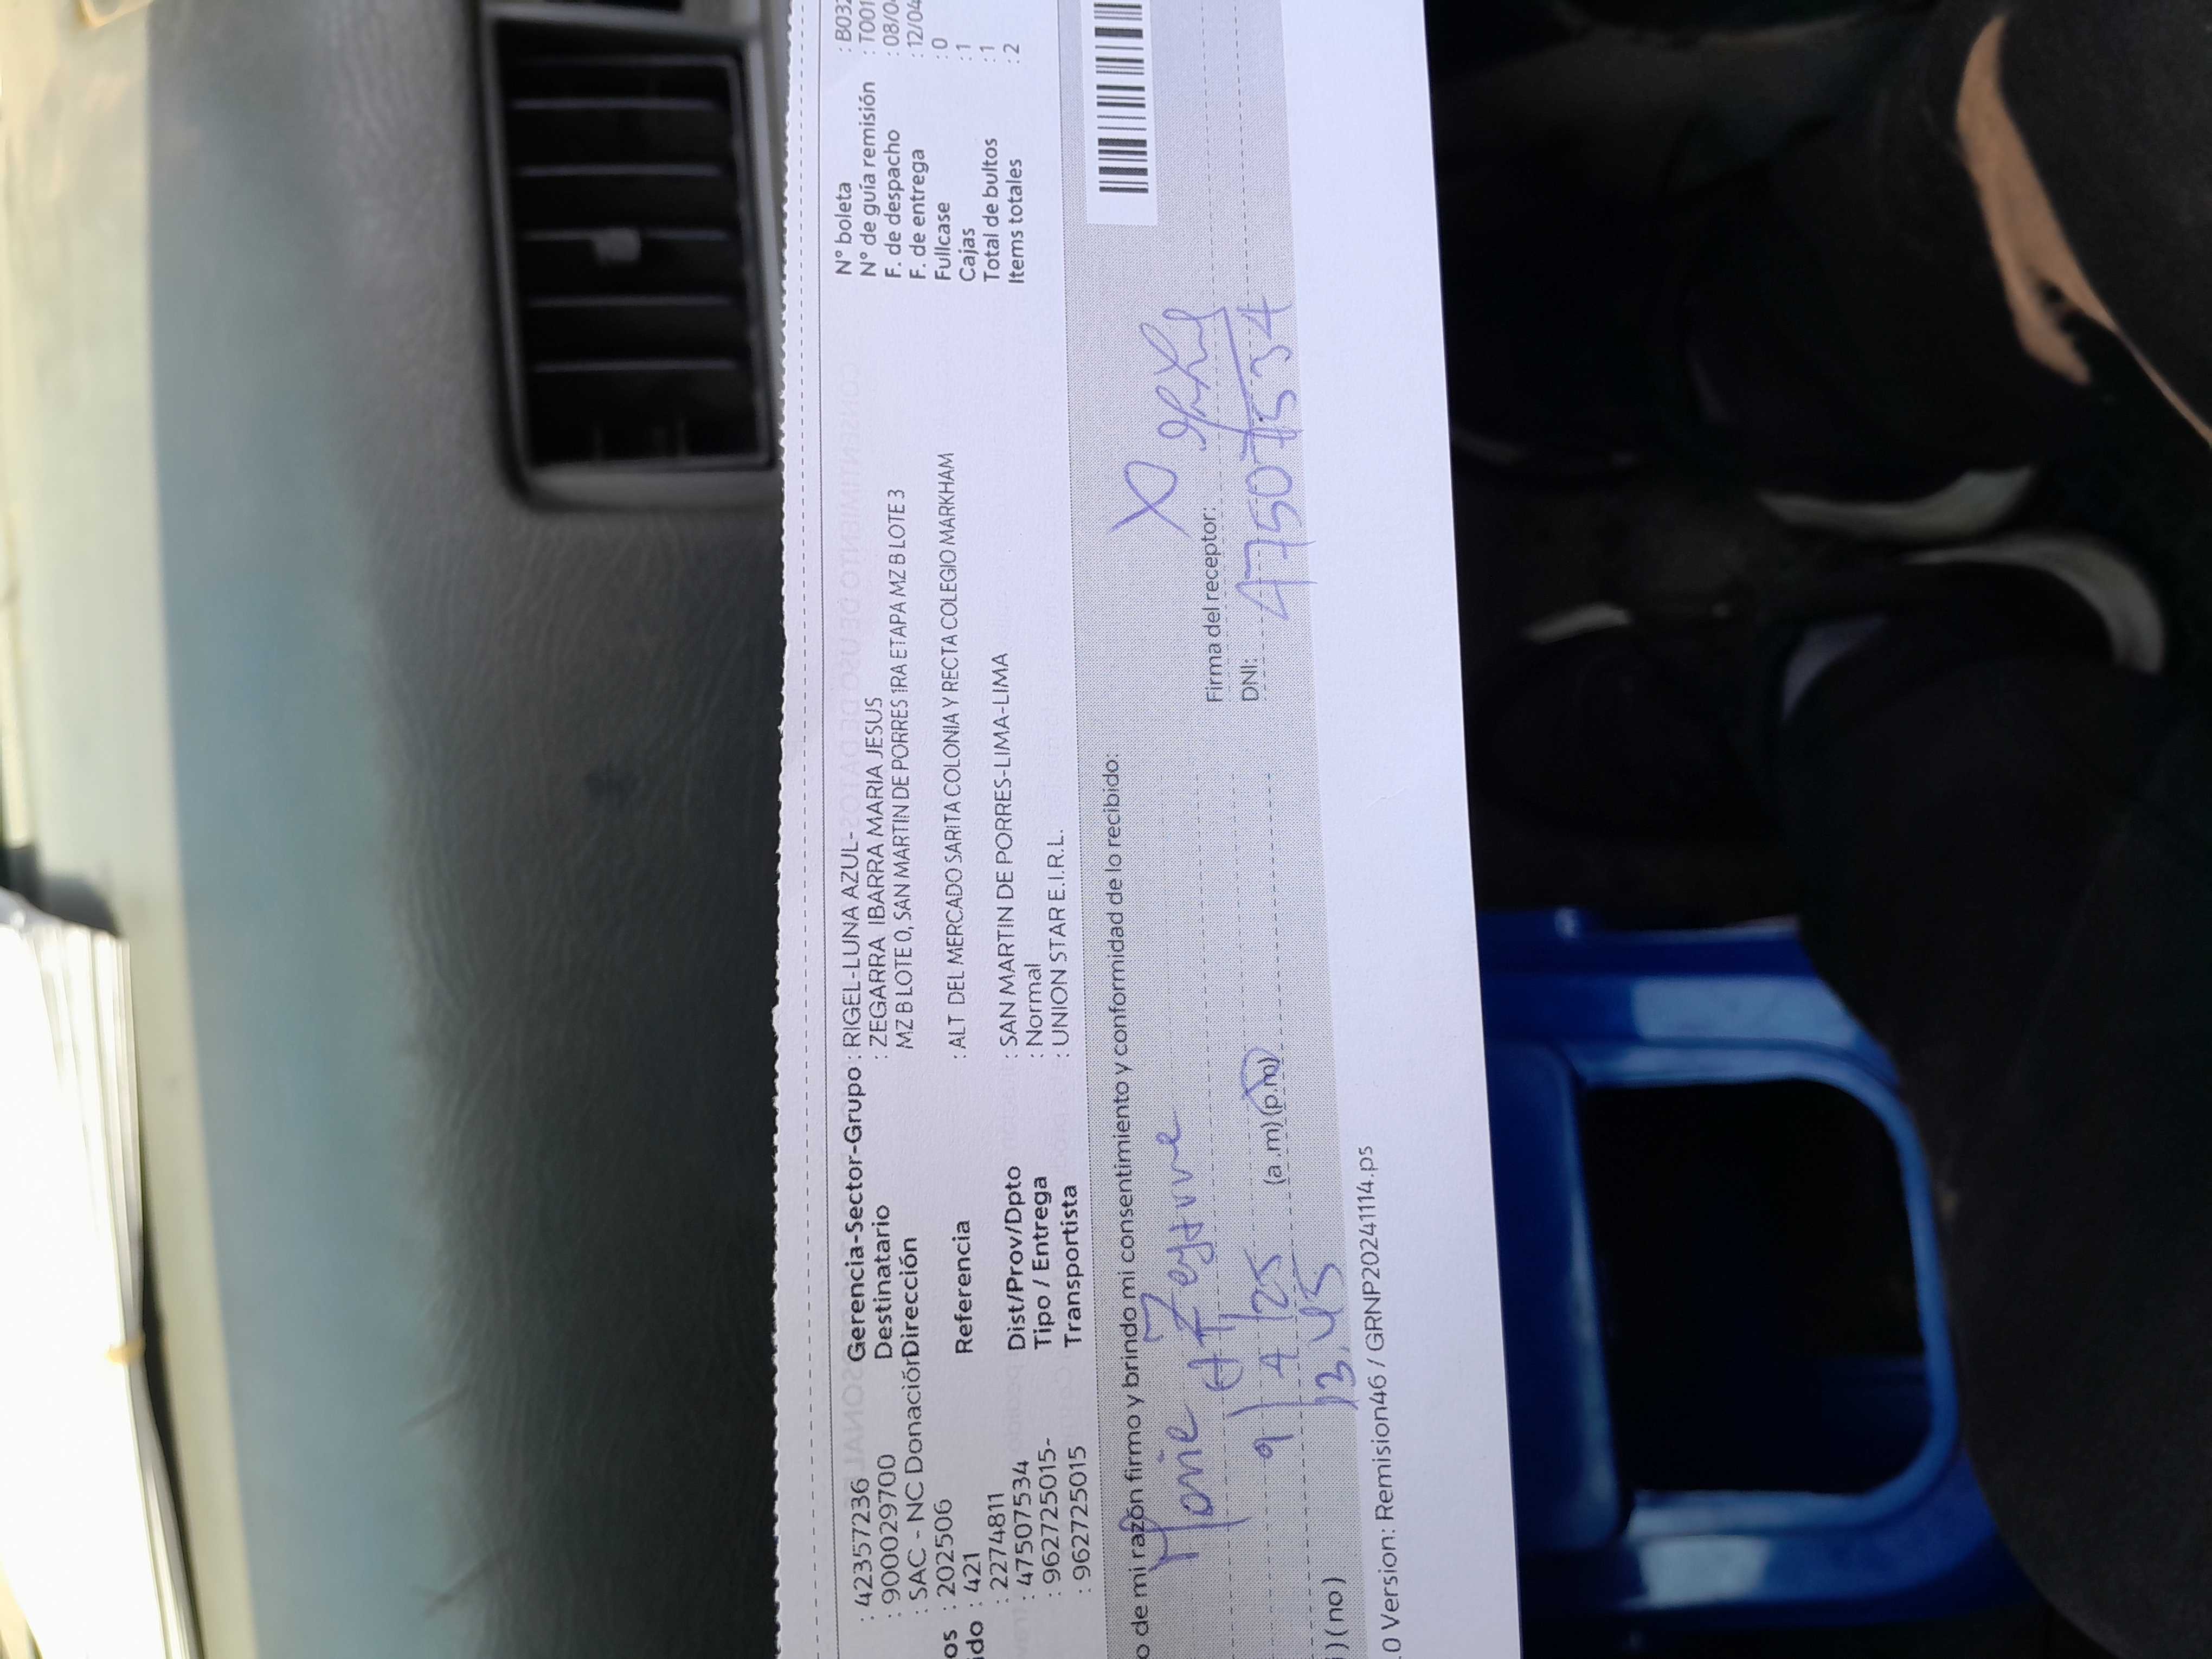 : 42357236 Gerencia-Sector-Grupo : RIGEL-LUNA AZUL- N° boleta : B032
: 900029700 Destinatario : ZEGARRA IBARRA MARIA JESUS N° de guía remisión : T001
: SAC - NC Donación Dirección MZ B LOTE 0, SAN MARTIN DE PORRES 1RA ETAPA MZ B LOTE 3 F. de despacho : 08/0
os : 202506 F. de entrega : 12/04
do : 421 Referencia : ALT DEL MERCADO SARITA COLONIA Y RECTA COLEGIO MARKHAM Fullcase : 0
: 2274811 Cajas : 1
: 47507534 Dist/Prov/Dpto : SAN MARTIN DE PORRES-LIMA-LIMA Total de bultos : 1
: 962725015- Tipo / Entrega : Normal Items totales : 2
: 962725015 Transportista : UNION STAR E.I.R.L.
o de mi razón firmo y brindo mi consentimiento y conformidad de lo recibido:
X
Firma del receptor:
9/4/25
DNI: 47507534
13.45 (a.m) (p.m)
) (no)
.0 Version: Remision46 / GRNP20241114.ps